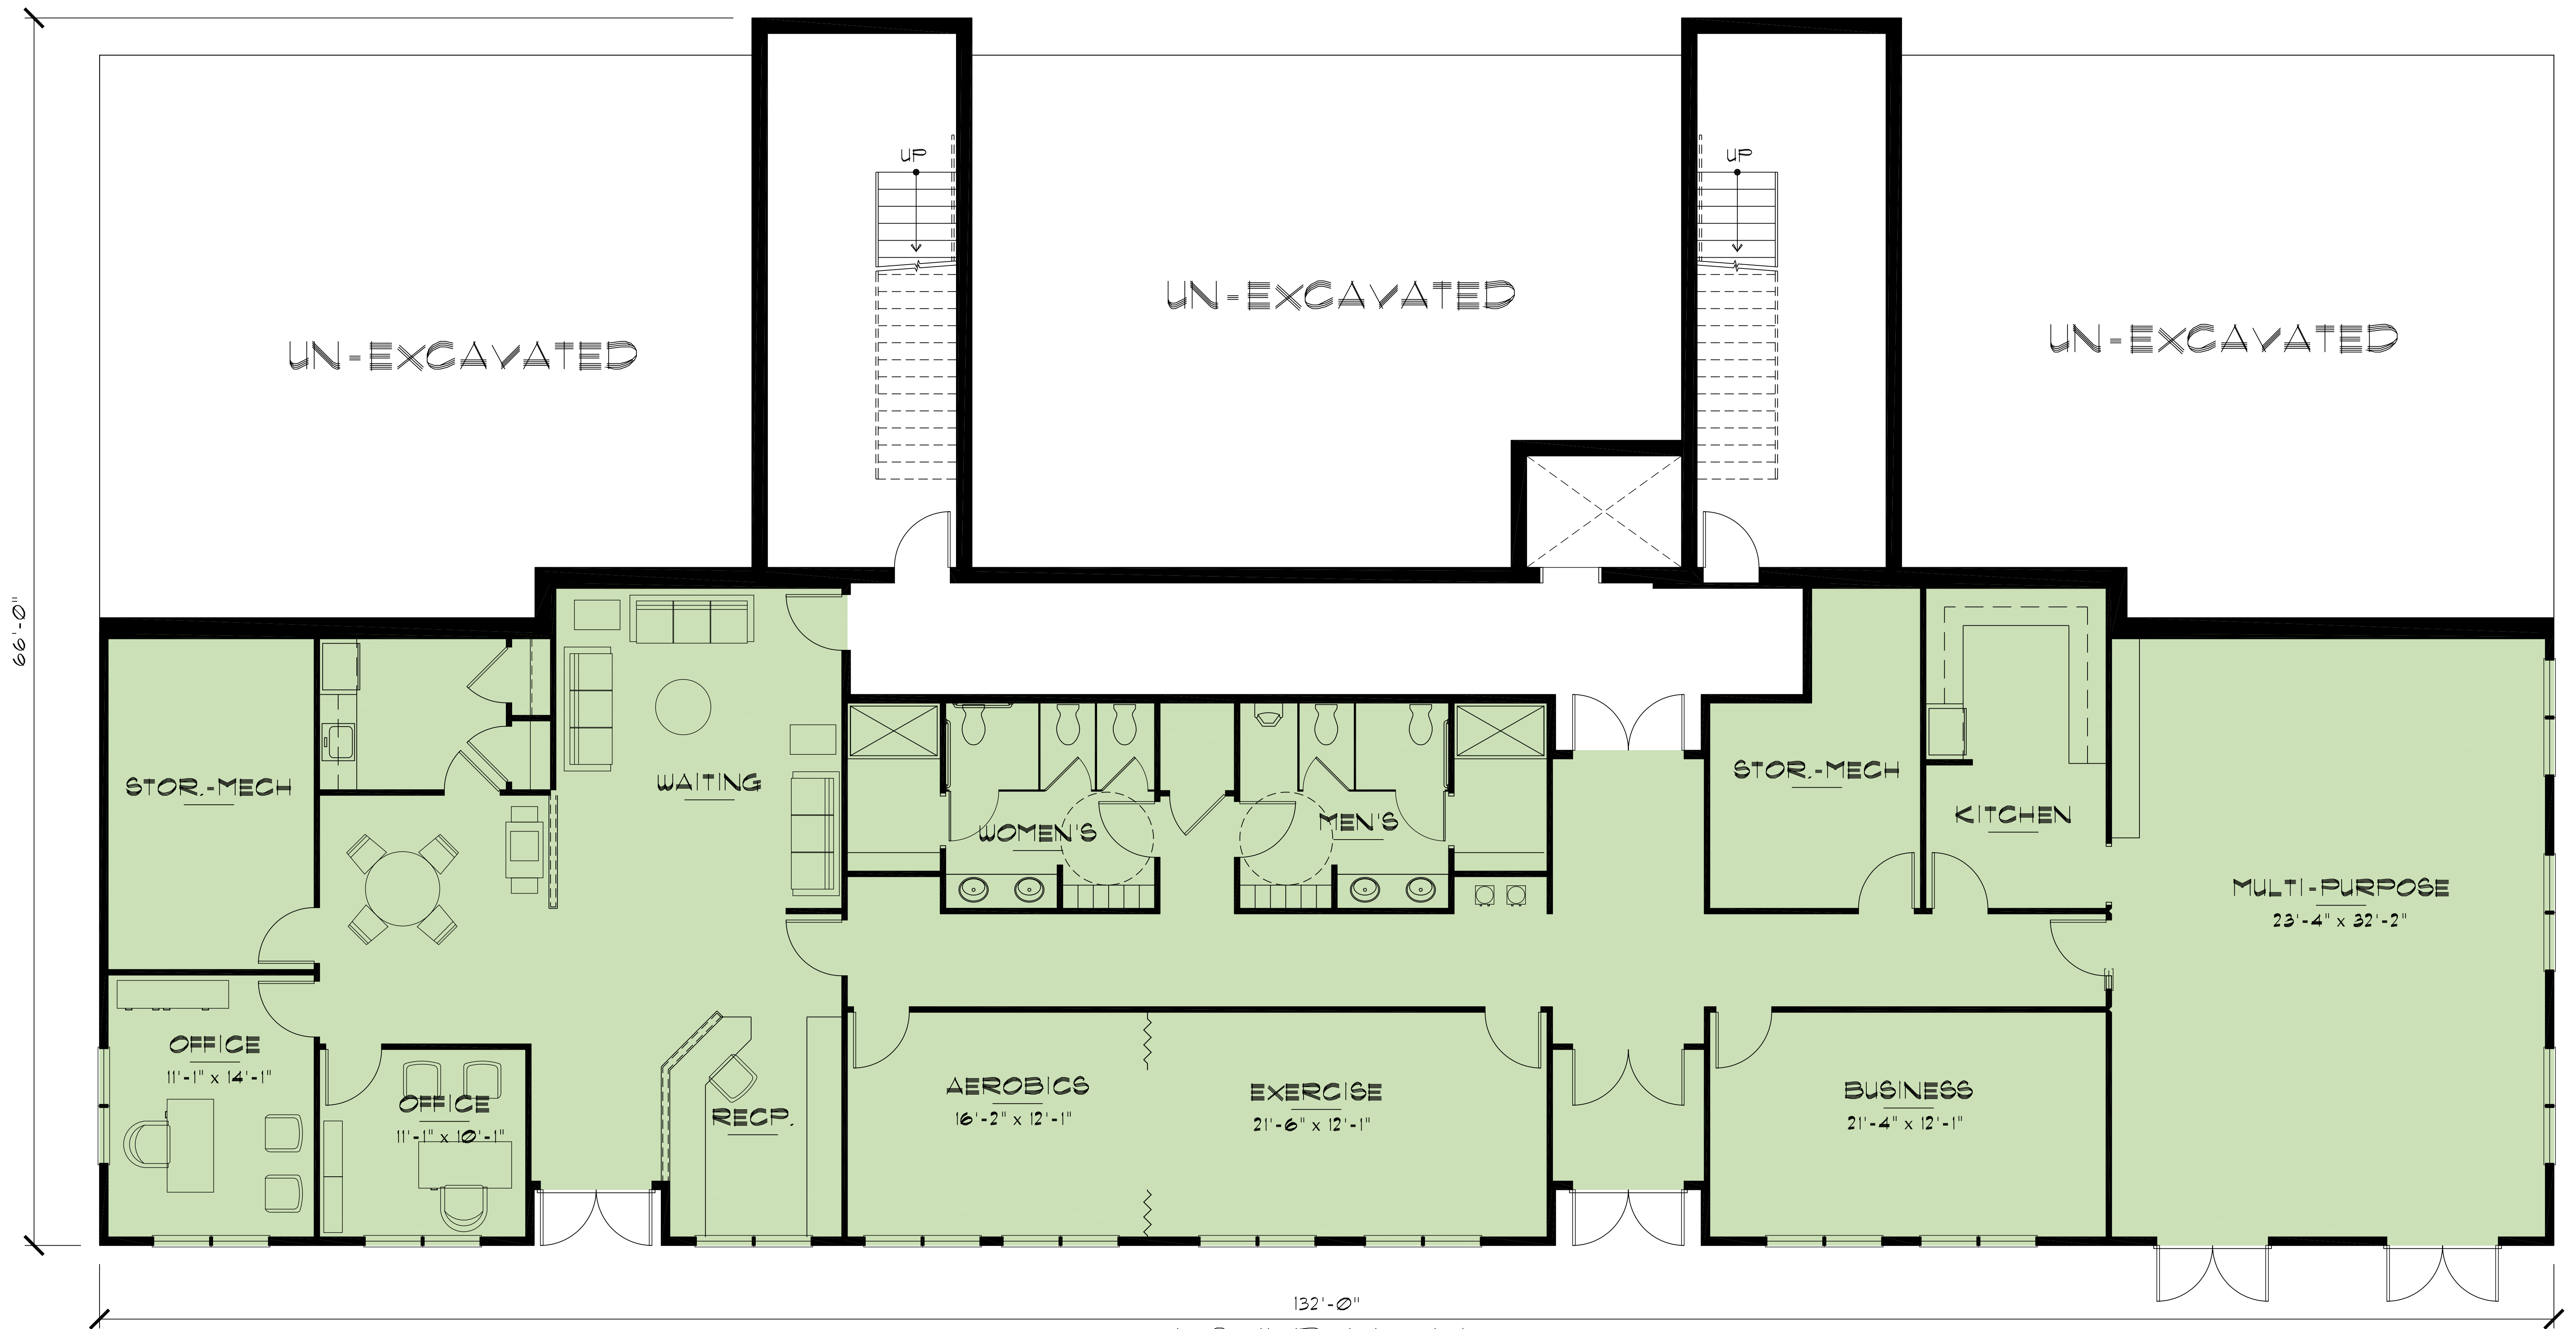 UP
UP
UN-EXCAVATED
UN-EXCAVATED
UN-EXCAVATED
66'-0"
STOR.-MECH
WAITING
STOR.-MECH
KITCHEN
WOMEN'S
MEN'S
MULTI-PURPOSE
23'-4" x 32'-2"
OFFICE
11'-1" x 14'-1"
OFFICE
11'-1" x 10'-1"
RECP.
AEROBICS
16'-2" x 12'-1"
EXERCISE
21'-6" x 12'-1"
BUSINESS
21'-4" x 12'-1"
132'-0"